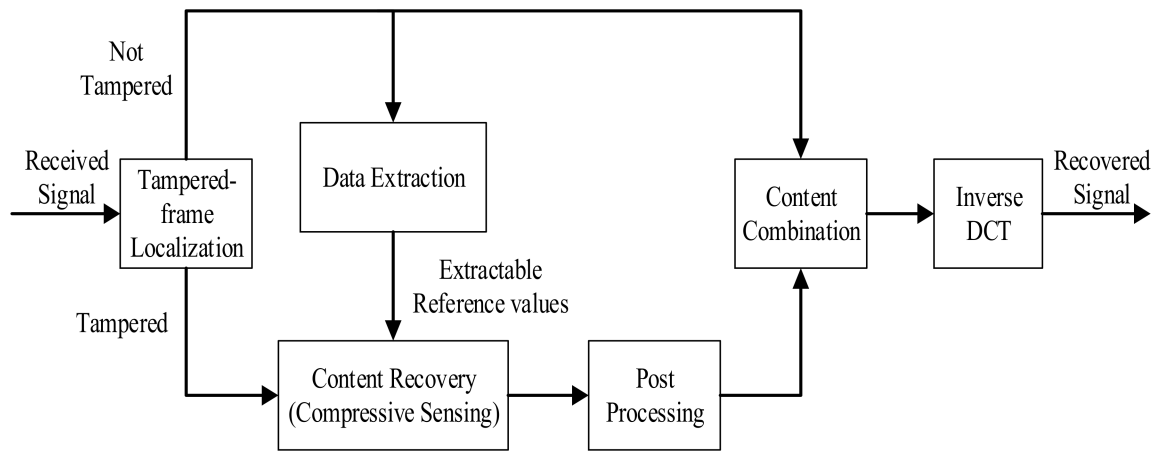 Not
Tampered
Received
Signal
Tampered-
frame
Localization
Data Extraction
Content
Combination
Inverse
DCT
Recovered
Signal
Extractable
Reference values
Tampered
Content Recovery
(Compressive Sensing)
Post
Processing